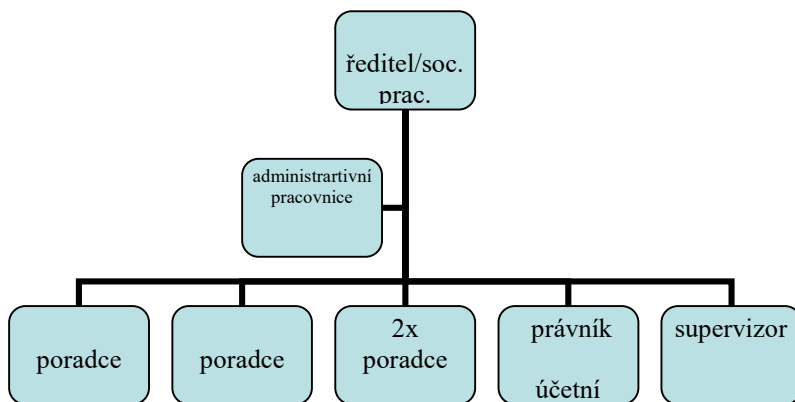 ředitel/soc.
prac.
administrartivní
pracovnice
poradce
poradce
2x
poradce
právník
účetní
supervizor